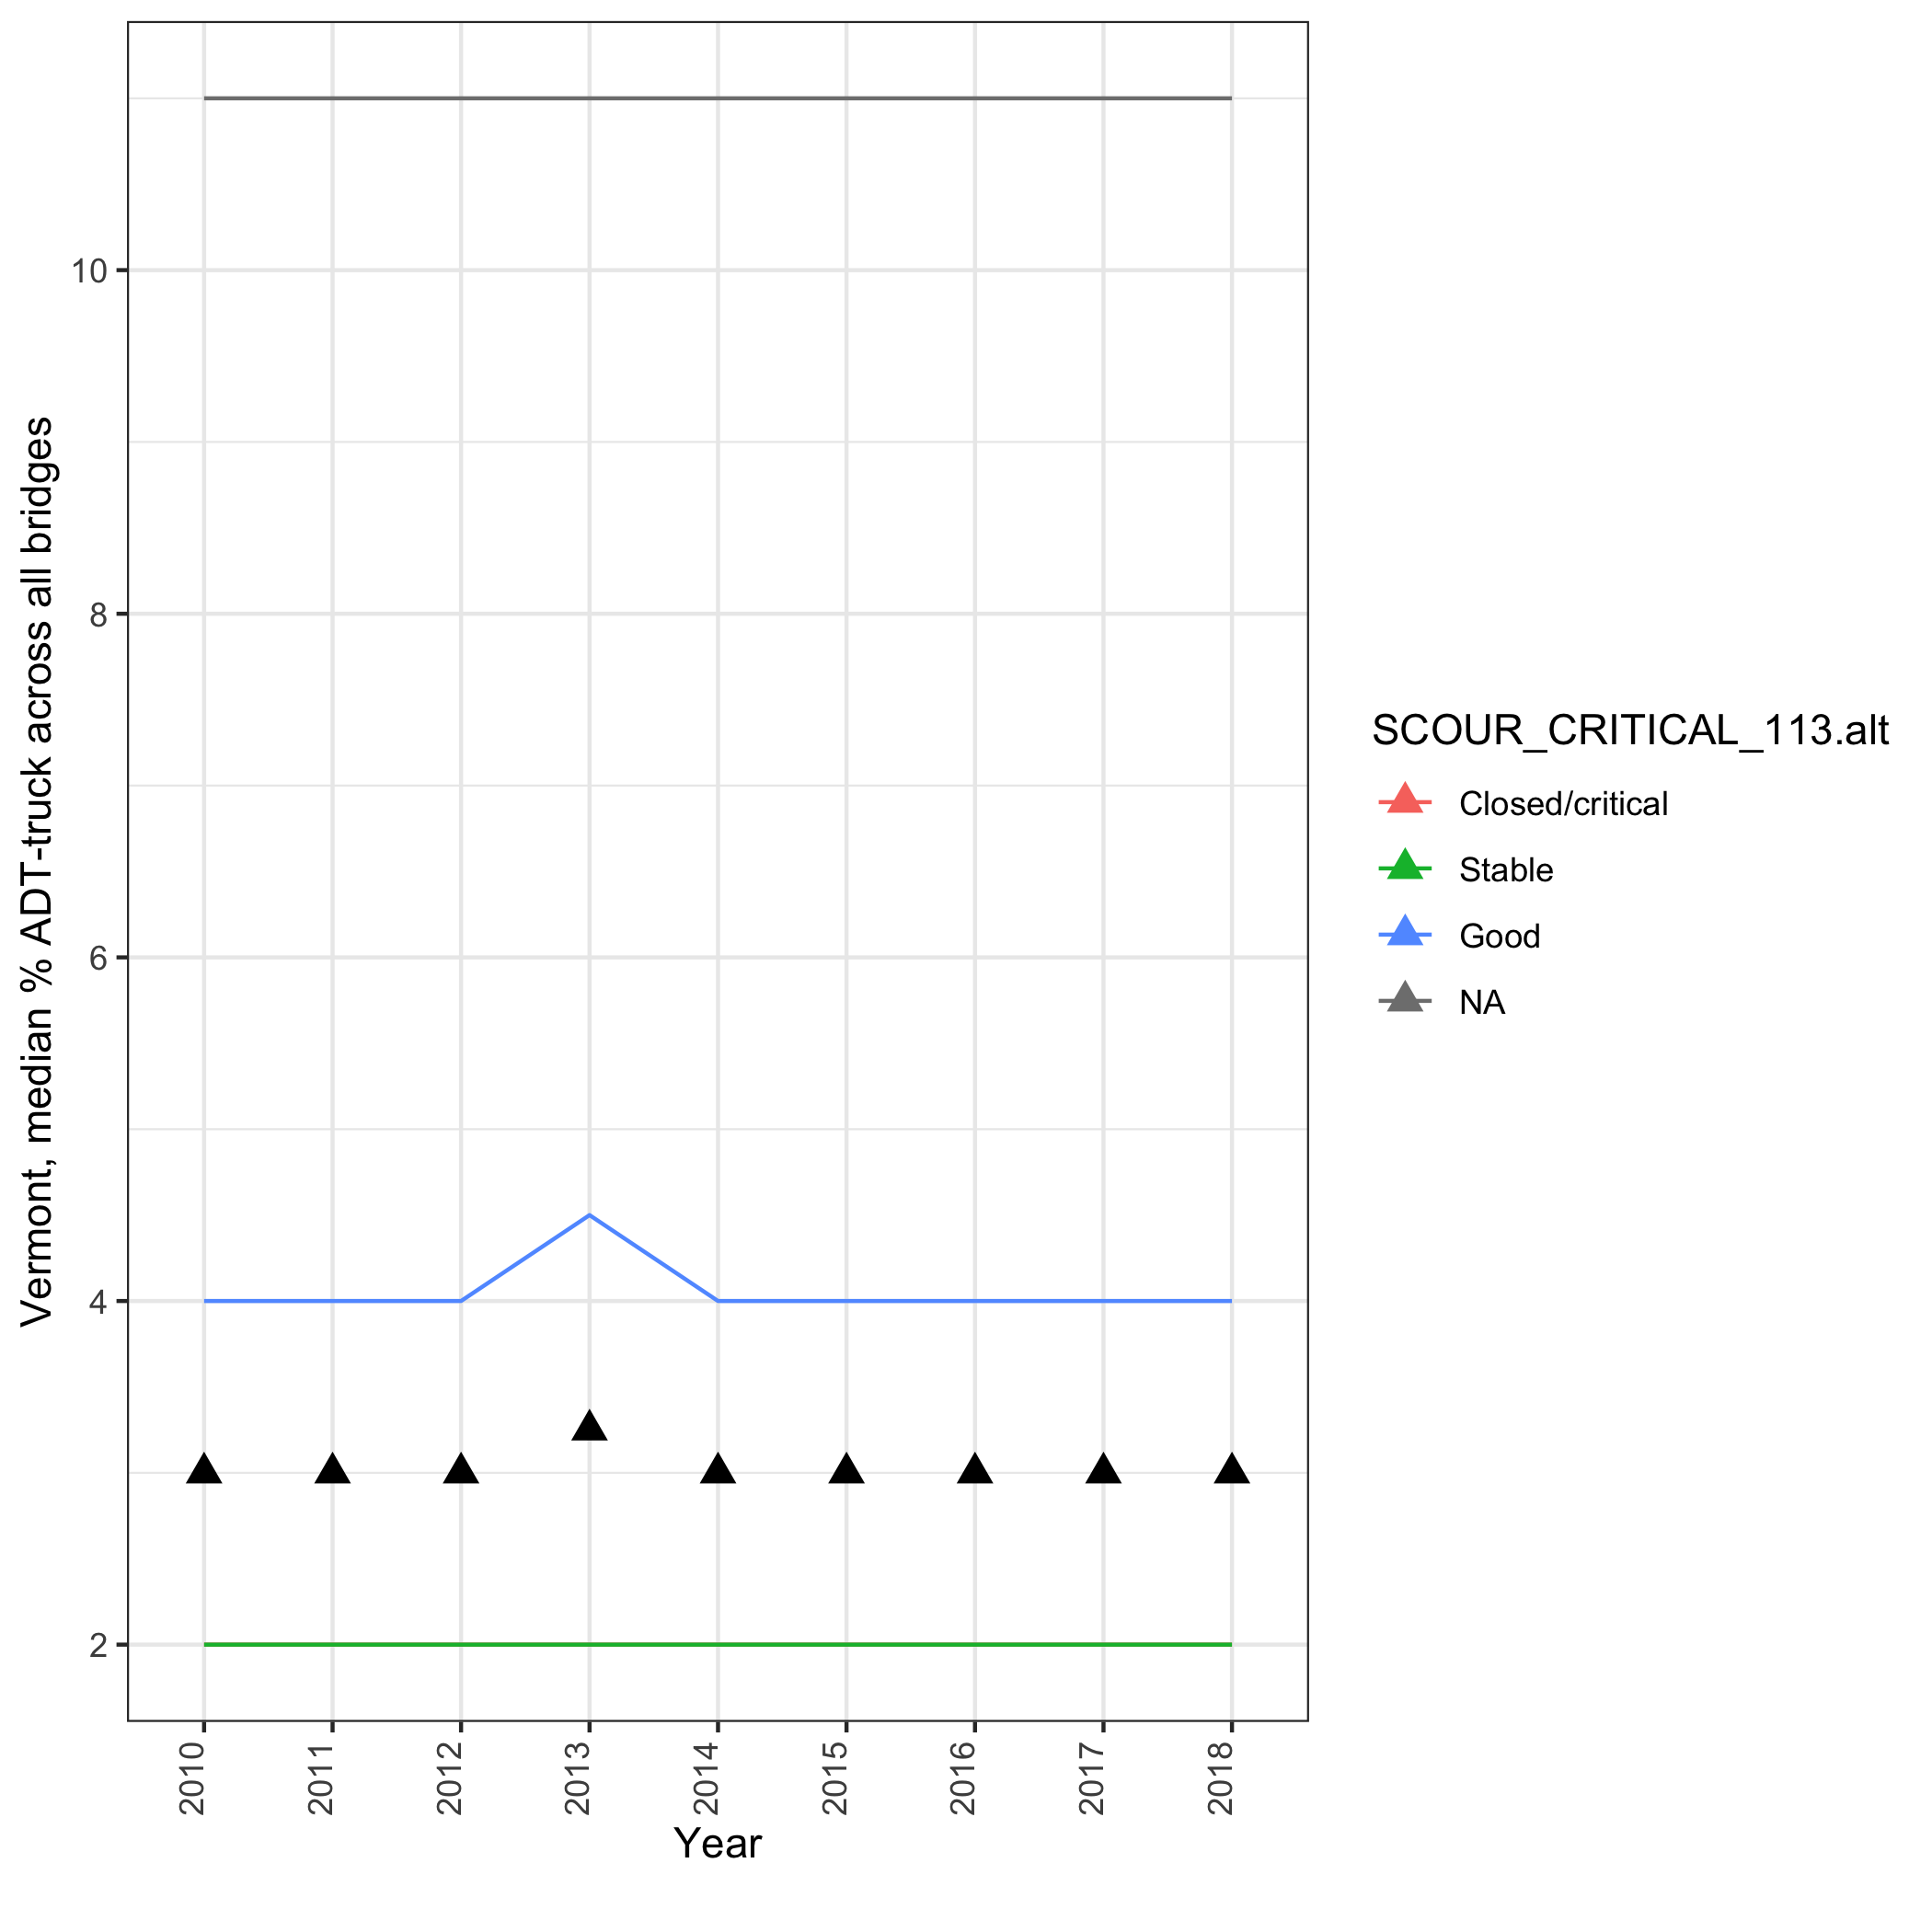 Vermont, median % ADT-truck across all bridges
10
8
6
4
2
2010
2011
2012
2013
2014
2015
2016
2017
2018
Year
SCOUR_CRITICAL_113.alt
Closed/critical
Stable
Good
NA